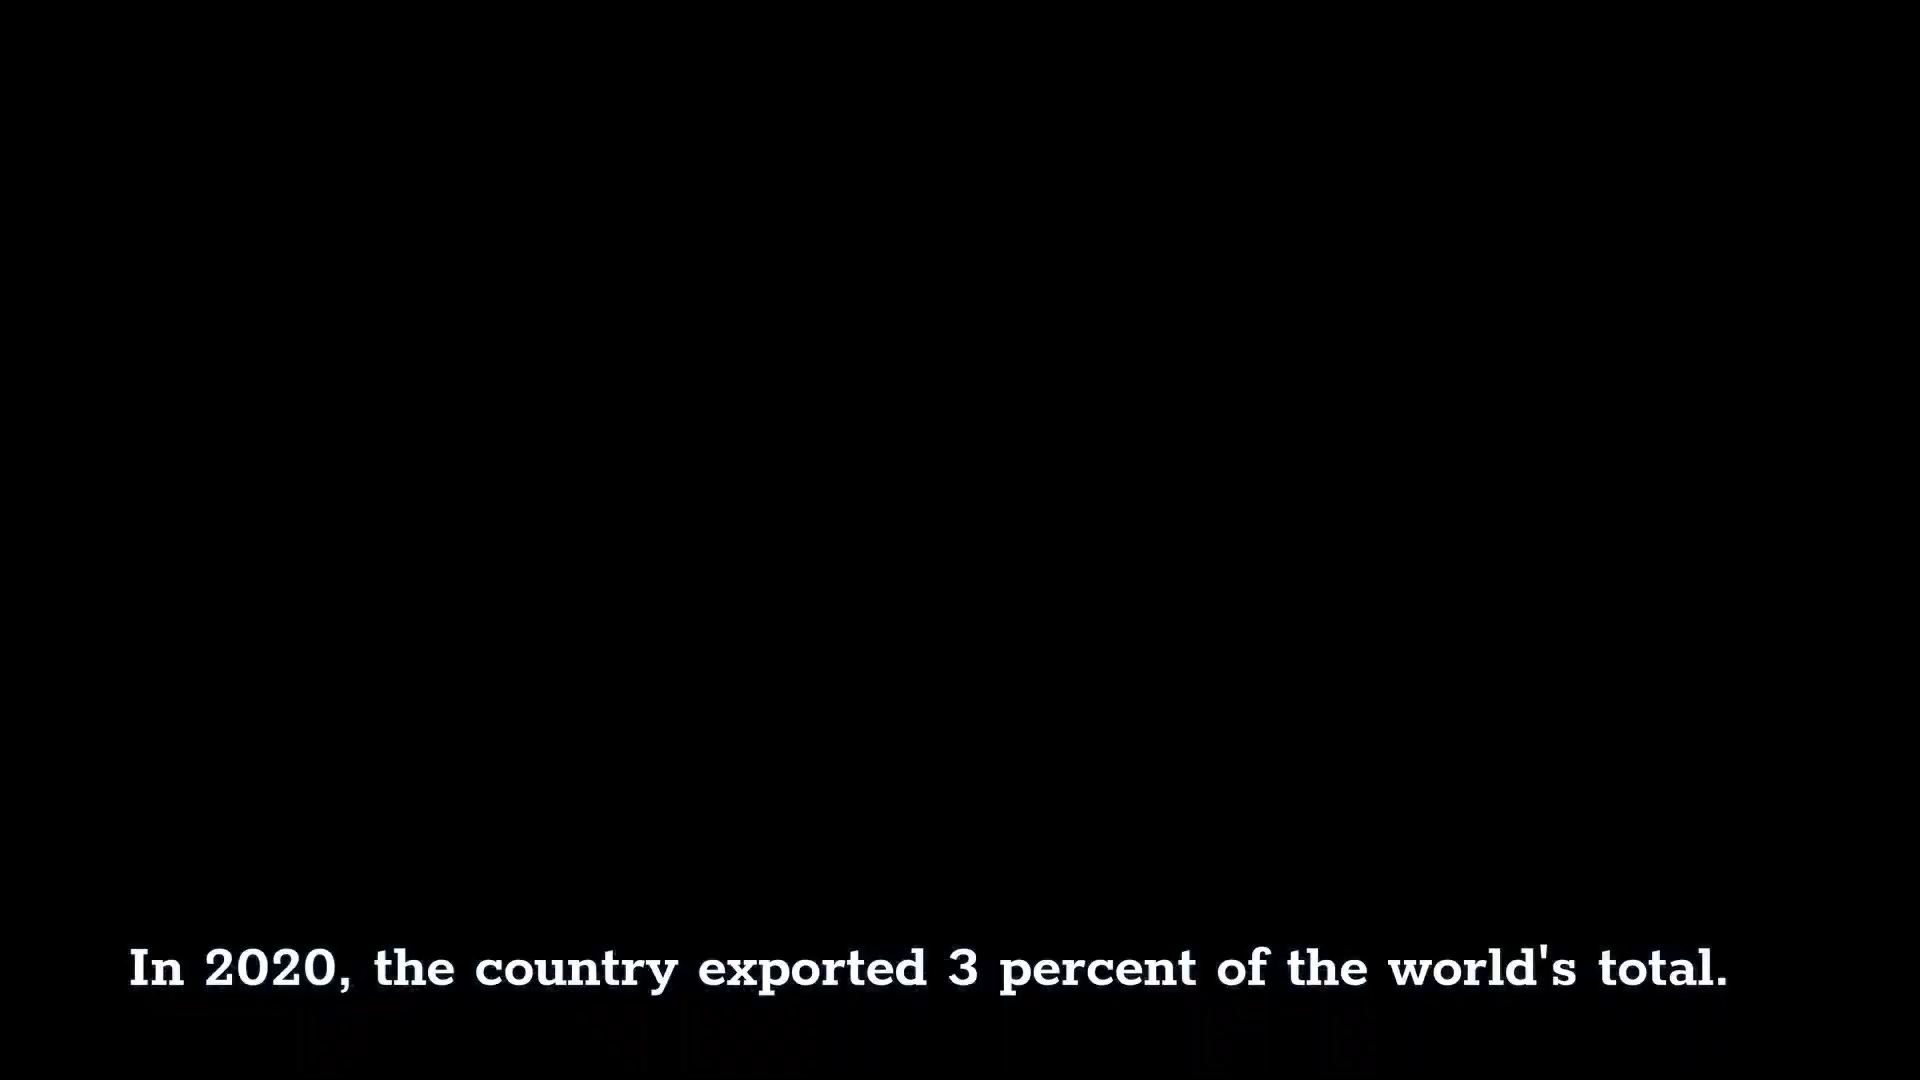 In 2020, the country exported 3 percent of the world's total.